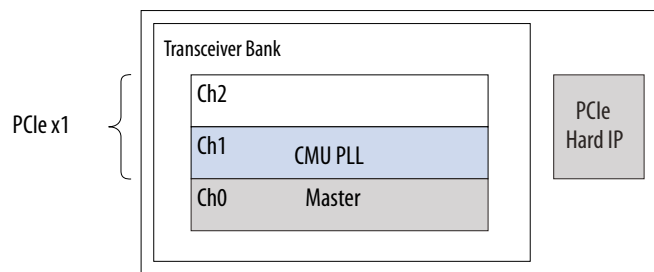 Transceiver Bank
PCIe x1
Ch2
Ch1 CMU PLL
Ch0 Master
PCIe
Hard IP